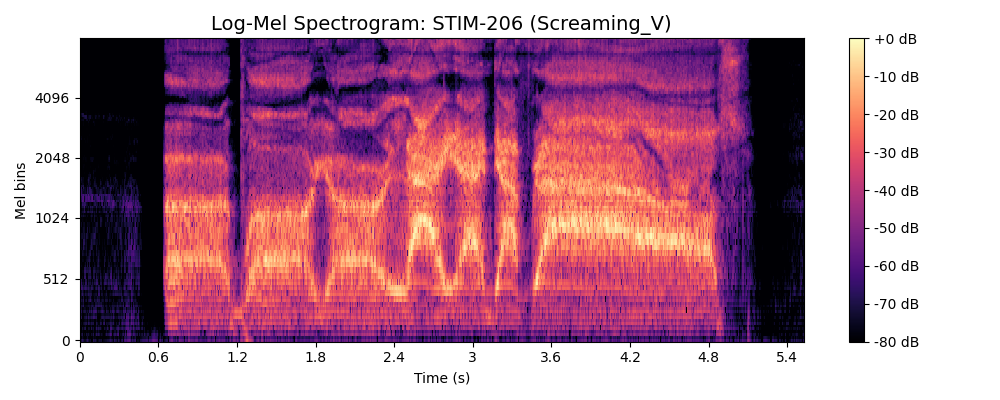 Log-Mel Spectrogram: STIM-206 (Screaming_V)
Mel bins
4096
2048
1024
512
0
0 0.6 1.2 1.8 2.4 3 3.6 4.2 4.8 5.4
Time (s)
+0 dB
-10 dB
-20 dB
-30 dB
-40 dB
-50 dB
-60 dB
-70 dB
-80 dB